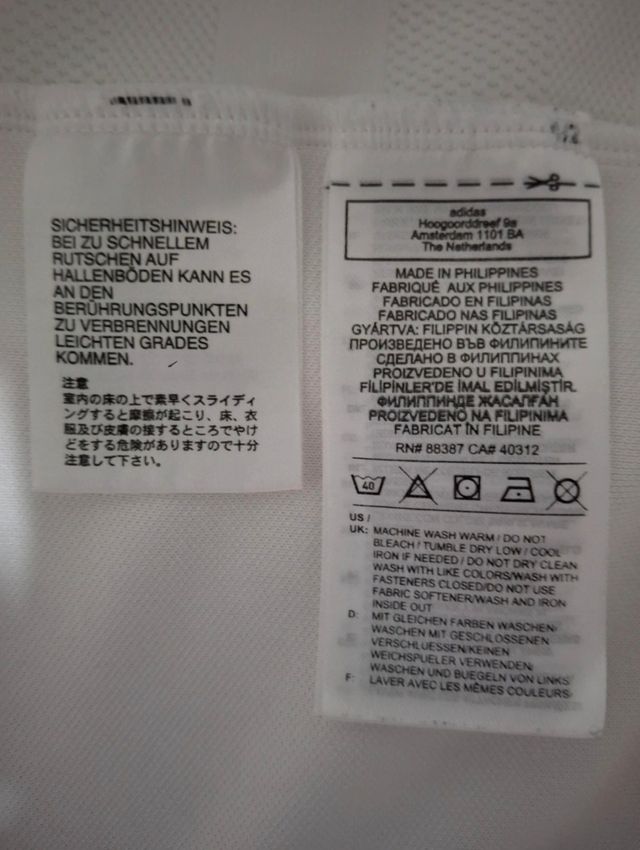 SICHERHEITSHINWEIS:
BEI ZU SCHNELLEM
RUTSCHEN AUF
HALLENBÖDEN KANN ES
AN DEN
BERÜHRUNGSPUNKTEN
ZU VERBRENNUNGEN
LEICHTEN GRADES
KOMMEN.
注意
室内の床の上で素早くスライディ
ングすると摩擦が起こり、床、衣
服及び皮膚の接するところでやけ
どをする危険がありますので十分
注意して下さい。
adidas
Hoogoorddreef 9a
Amsterdam 1101 BA
The Netherlands
MADE IN PHILIPPINES
FABRIQUÉ AUX PHILIPPINES
FABRICADO EN FILIPINAS
FABRICADO NAS FILIPINAS
GYÁRTVA: FILIPPIN KÖZTÁRSASÁG
ПРОИЗВЕДЕНО ВЪВ ФИЛИПИНИТЕ
СДЕЛАНО В ФИЛИППИНАХ
PROIZVEDENO U FILIPINIMA
FİLİPİNLER'DE İMAL EDİLMİŞTİR.
ФИЛИППИНДЕ ЖАСАЛҒАН
PROIZVEDENO NA FILIPINIMA
FABRICAT ÎN FILIPINE
RN# 88387 CA# 40312
40
US /
UK: MACHINE WASH WARM / DO NOT
BLEACH / TUMBLE DRY LOW / COOL
IRON IF NEEDED / DO NOT DRY CLEAN
WASH WITH LIKE COLORS/WASH WITH
FASTENERS CLOSED/DO NOT USE
FABRIC SOFTENER/WASH AND IRON
INSIDE OUT
D: MIT GLEICHEN FARBEN WASCHEN/
WASCHEN MIT GESCHLOSSENEN
VERSCHLUESSEN/KEINEN
WEICHSPUELER VERWENDEN/
WASCHEN UND BUEGELN VON LINKS
F: LAVER AVEC LES MÊMES COULEURS/